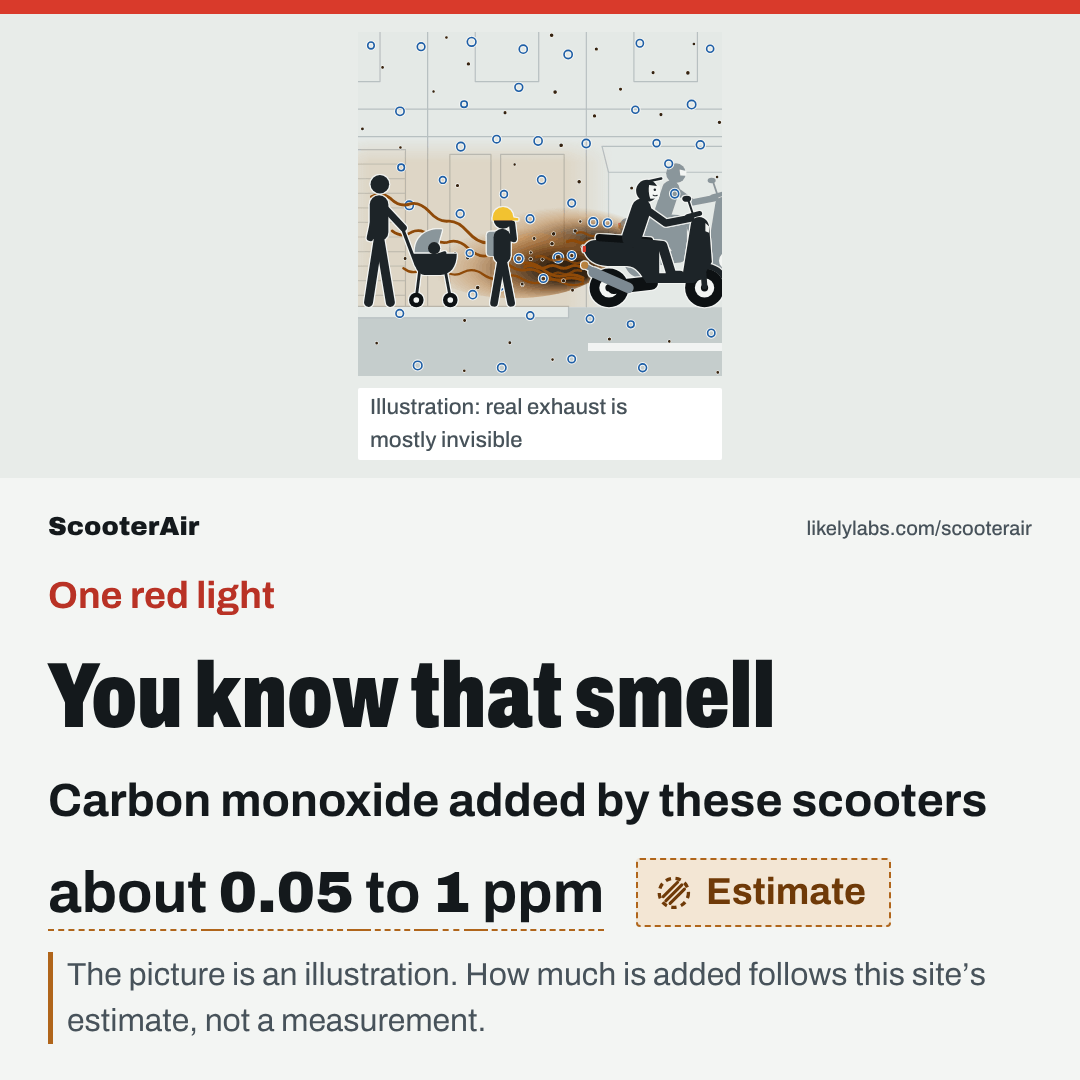 Illustration: real exhaust is
mostly invisible
ScooterAir
likelylabs.com/scooterair
One red light
You know that smell
Carbon monoxide added by these scooters
about 0.05 to 1 ppm
Estimate
The picture is an illustration. How much is added follows this site’s
estimate, not a measurement.